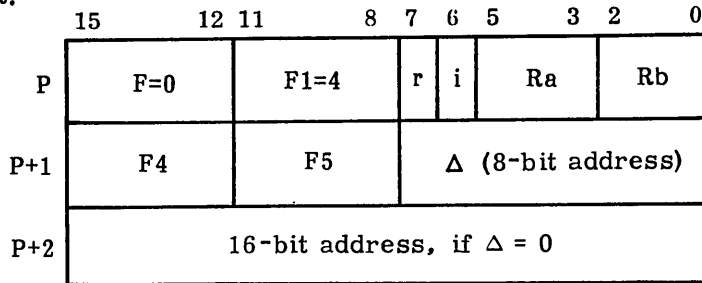 15 12 11 8 7 6 5 3 2 0
P F=0 F1=4 r i Ra Rb
P+1 F4 F5 Δ (8-bit address)
P+2 16-bit address, if Δ = 0